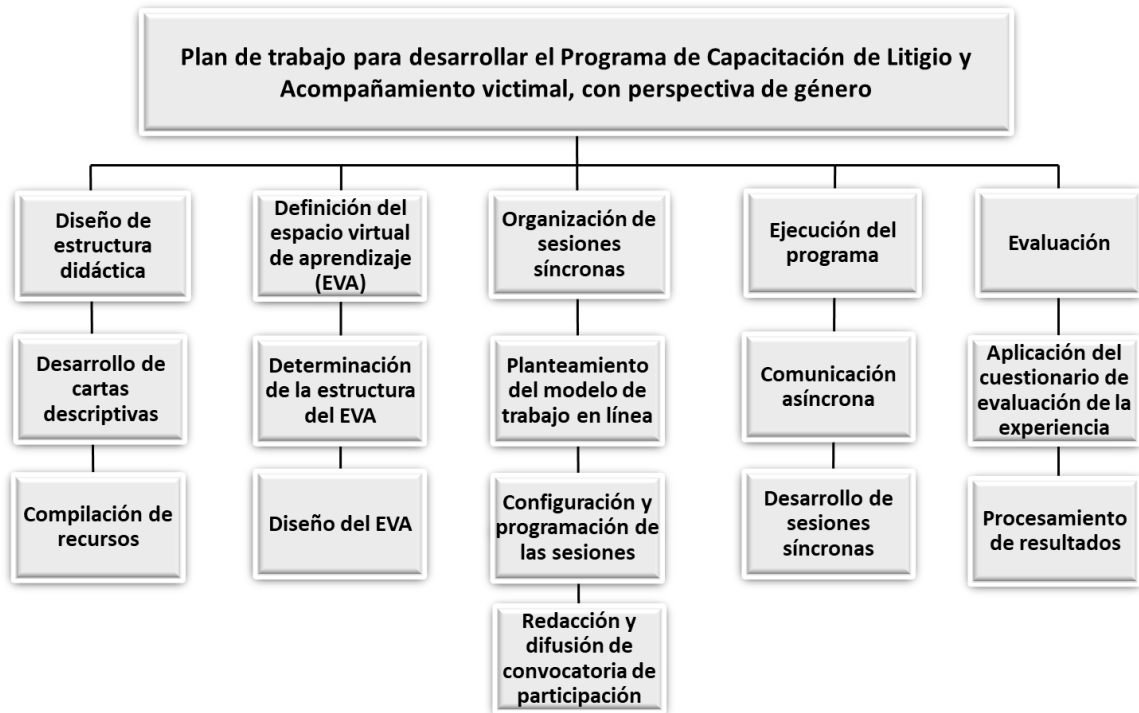 Plan de trabajo para desarrollar el Programa de Capacitación de Litigio y
Acompañamiento victimal, con perspectiva de género
Diseño de
estructura
didáctica
Desarrollo de
cartas
descriptivas
Compilación de
recursos
Definición del
espacio virtual
de aprendizaje
(EVA)
Determinación
de la estructura
del EVA
Diseño del EVA
Organización de
sesiones
síncronas
Planteamiento
del modelo de
trabajo en línea
Configuración y
programación de
las sesiones
Redacción y
difusión de
convocatoria de
participación
Ejecución del
programa
Comunicación
asíncrona
Desarrollo de
sesiones
síncronas
Evaluación
Aplicación del
cuestionario de
evaluación de la
experiencia
Procesamiento
de resultados